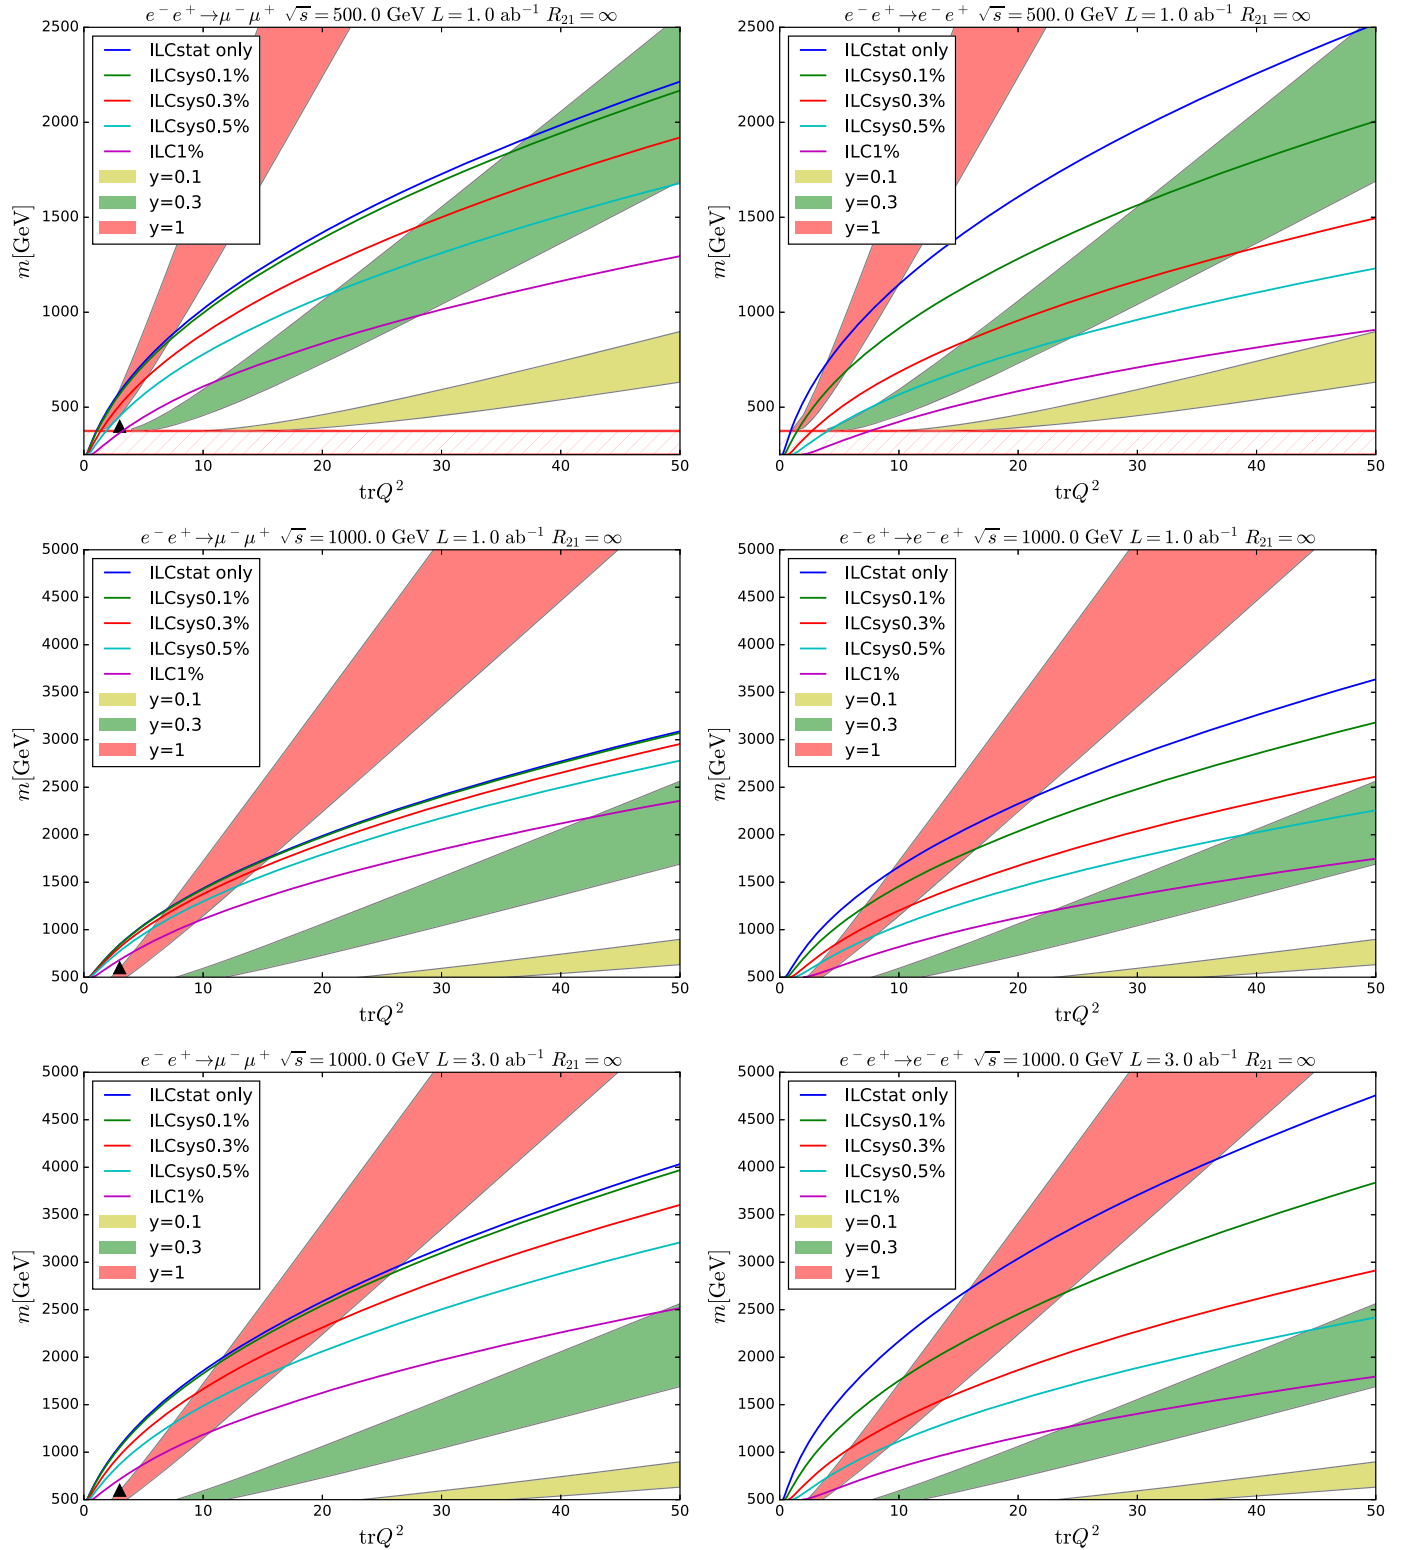 e⁻e⁺→μ⁻μ⁺ √s=500.0 GeV L=1.0 ab⁻¹ R₂₁=∞
2500
2000
1500
1000
500
m[GeV]
ILCstat only
ILCsys0.1%
ILCsys0.3%
ILCsys0.5%
ILC1%
y=0.1
y=0.3
y=1
0 10 20 30 40 50
trQ²
e⁻e⁺→e⁻e⁺ √s=500.0 GeV L=1.0 ab⁻¹ R₂₁=∞
2500
2000
1500
1000
500
m[GeV]
ILCstat only
ILCsys0.1%
ILCsys0.3%
ILCsys0.5%
ILC1%
y=0.1
y=0.3
y=1
0 10 20 30 40 50
trQ²
e⁻e⁺→μ⁻μ⁺ √s=1000.0 GeV L=1.0 ab⁻¹ R₂₁=∞
5000
4500
4000
3500
3000
2500
2000
1500
1000
500
m[GeV]
ILCstat only
ILCsys0.1%
ILCsys0.3%
ILCsys0.5%
ILC1%
y=0.1
y=0.3
y=1
0 10 20 30 40 50
trQ²
e⁻e⁺→e⁻e⁺ √s=1000.0 GeV L=1.0 ab⁻¹ R₂₁=∞
5000
4500
4000
3500
3000
2500
2000
1500
1000
500
m[GeV]
ILCstat only
ILCsys0.1%
ILCsys0.3%
ILCsys0.5%
ILC1%
y=0.1
y=0.3
y=1
0 10 20 30 40 50
trQ²
e⁻e⁺→μ⁻μ⁺ √s=1000.0 GeV L=3.0 ab⁻¹ R₂₁=∞
5000
4500
4000
3500
3000
2500
2000
1500
1000
500
m[GeV]
ILCstat only
ILCsys0.1%
ILCsys0.3%
ILCsys0.5%
ILC1%
y=0.1
y=0.3
y=1
0 10 20 30 40 50
trQ²
e⁻e⁺→e⁻e⁺ √s=1000.0 GeV L=3.0 ab⁻¹ R₂₁=∞
5000
4500
4000
3500
3000
2500
2000
1500
1000
500
m[GeV]
ILCstat only
ILCsys0.1%
ILCsys0.3%
ILCsys0.5%
ILC1%
y=0.1
y=0.3
y=1
0 10 20 30 40 50
trQ²